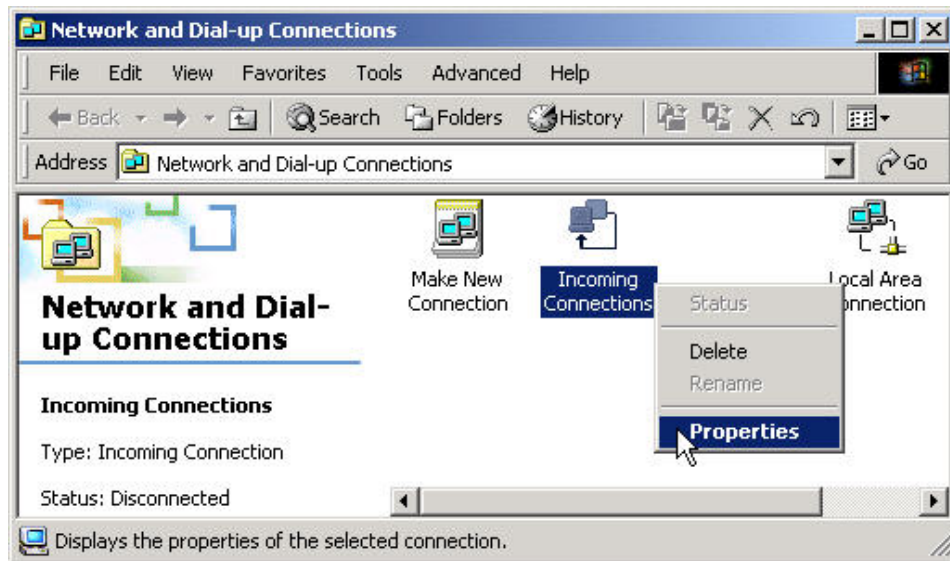 Network and Dial-up Connections
File Edit View Favorites Tools Advanced Help
Back Search Folders History
Address Network and Dial-up Connections Go
Make New
Connection
Incoming
Connections
Local Area
onnection
Network and Dial-
up Connections
Incoming Connections
Type: Incoming Connection
Status: Disconnected
Status
Delete
Rename
Properties
Displays the properties of the selected connection.